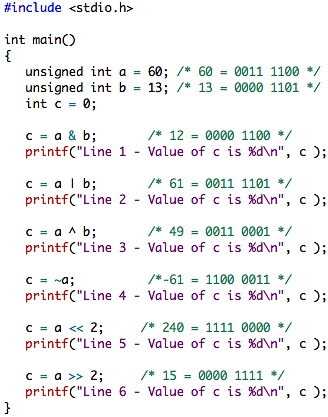 #include <stdio.h>
int main()
{
unsigned int a = 60; /* 60 = 0011 1100 */
unsigned int b = 13; /* 13 = 0000 1101 */
int c = 0;
c = a & b; /* 12 = 0000 1100 */
printf("Line 1 - Value of c is %d\n", c );
c = a | b; /* 61 = 0011 1101 */
printf("Line 2 - Value of c is %d\n", c );
c = a ^ b; /* 49 = 0011 0001 */
printf("Line 3 - Value of c is %d\n", c );
c = ~a; /*-61 = 1100 0011 */
printf("Line 4 - Value of c is %d\n", c );
c = a << 2; /* 240 = 1111 0000 */
printf("Line 5 - Value of c is %d\n", c );
c = a >> 2; /* 15 = 0000 1111 */
printf("Line 6 - Value of c is %d\n", c );
}